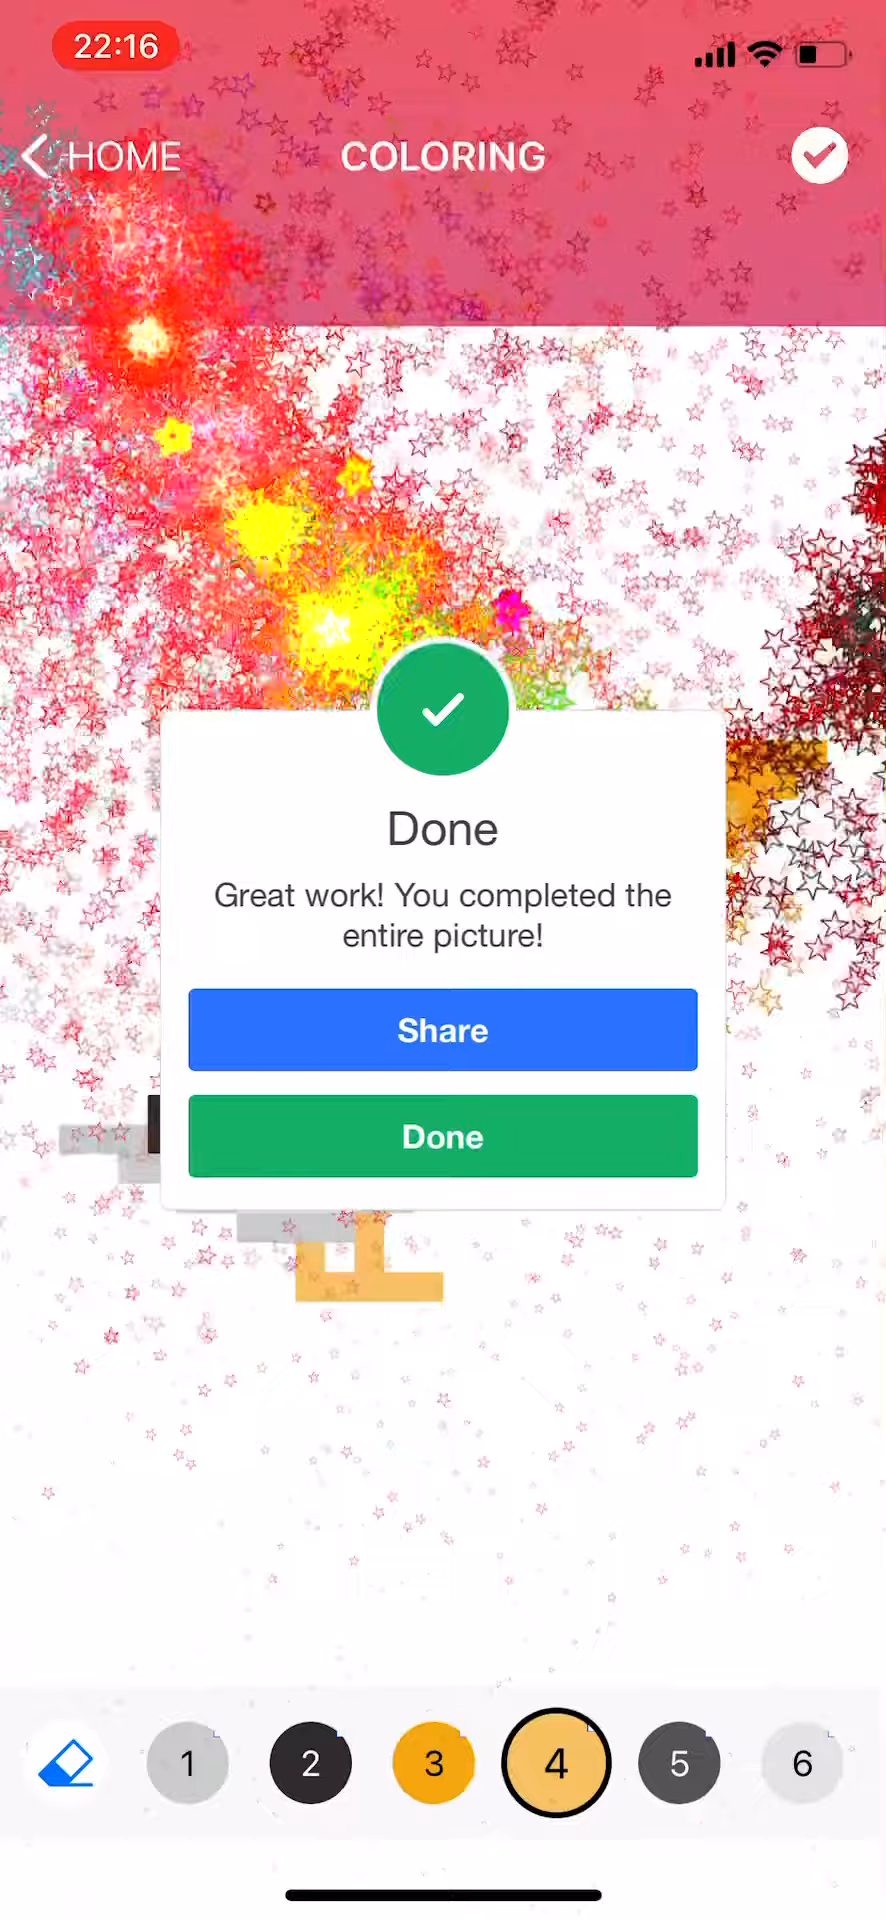 22:16
HOME COLORING
Done
Great work! You completed the
entire picture!
Share
Done
1 2 3 4 5 6